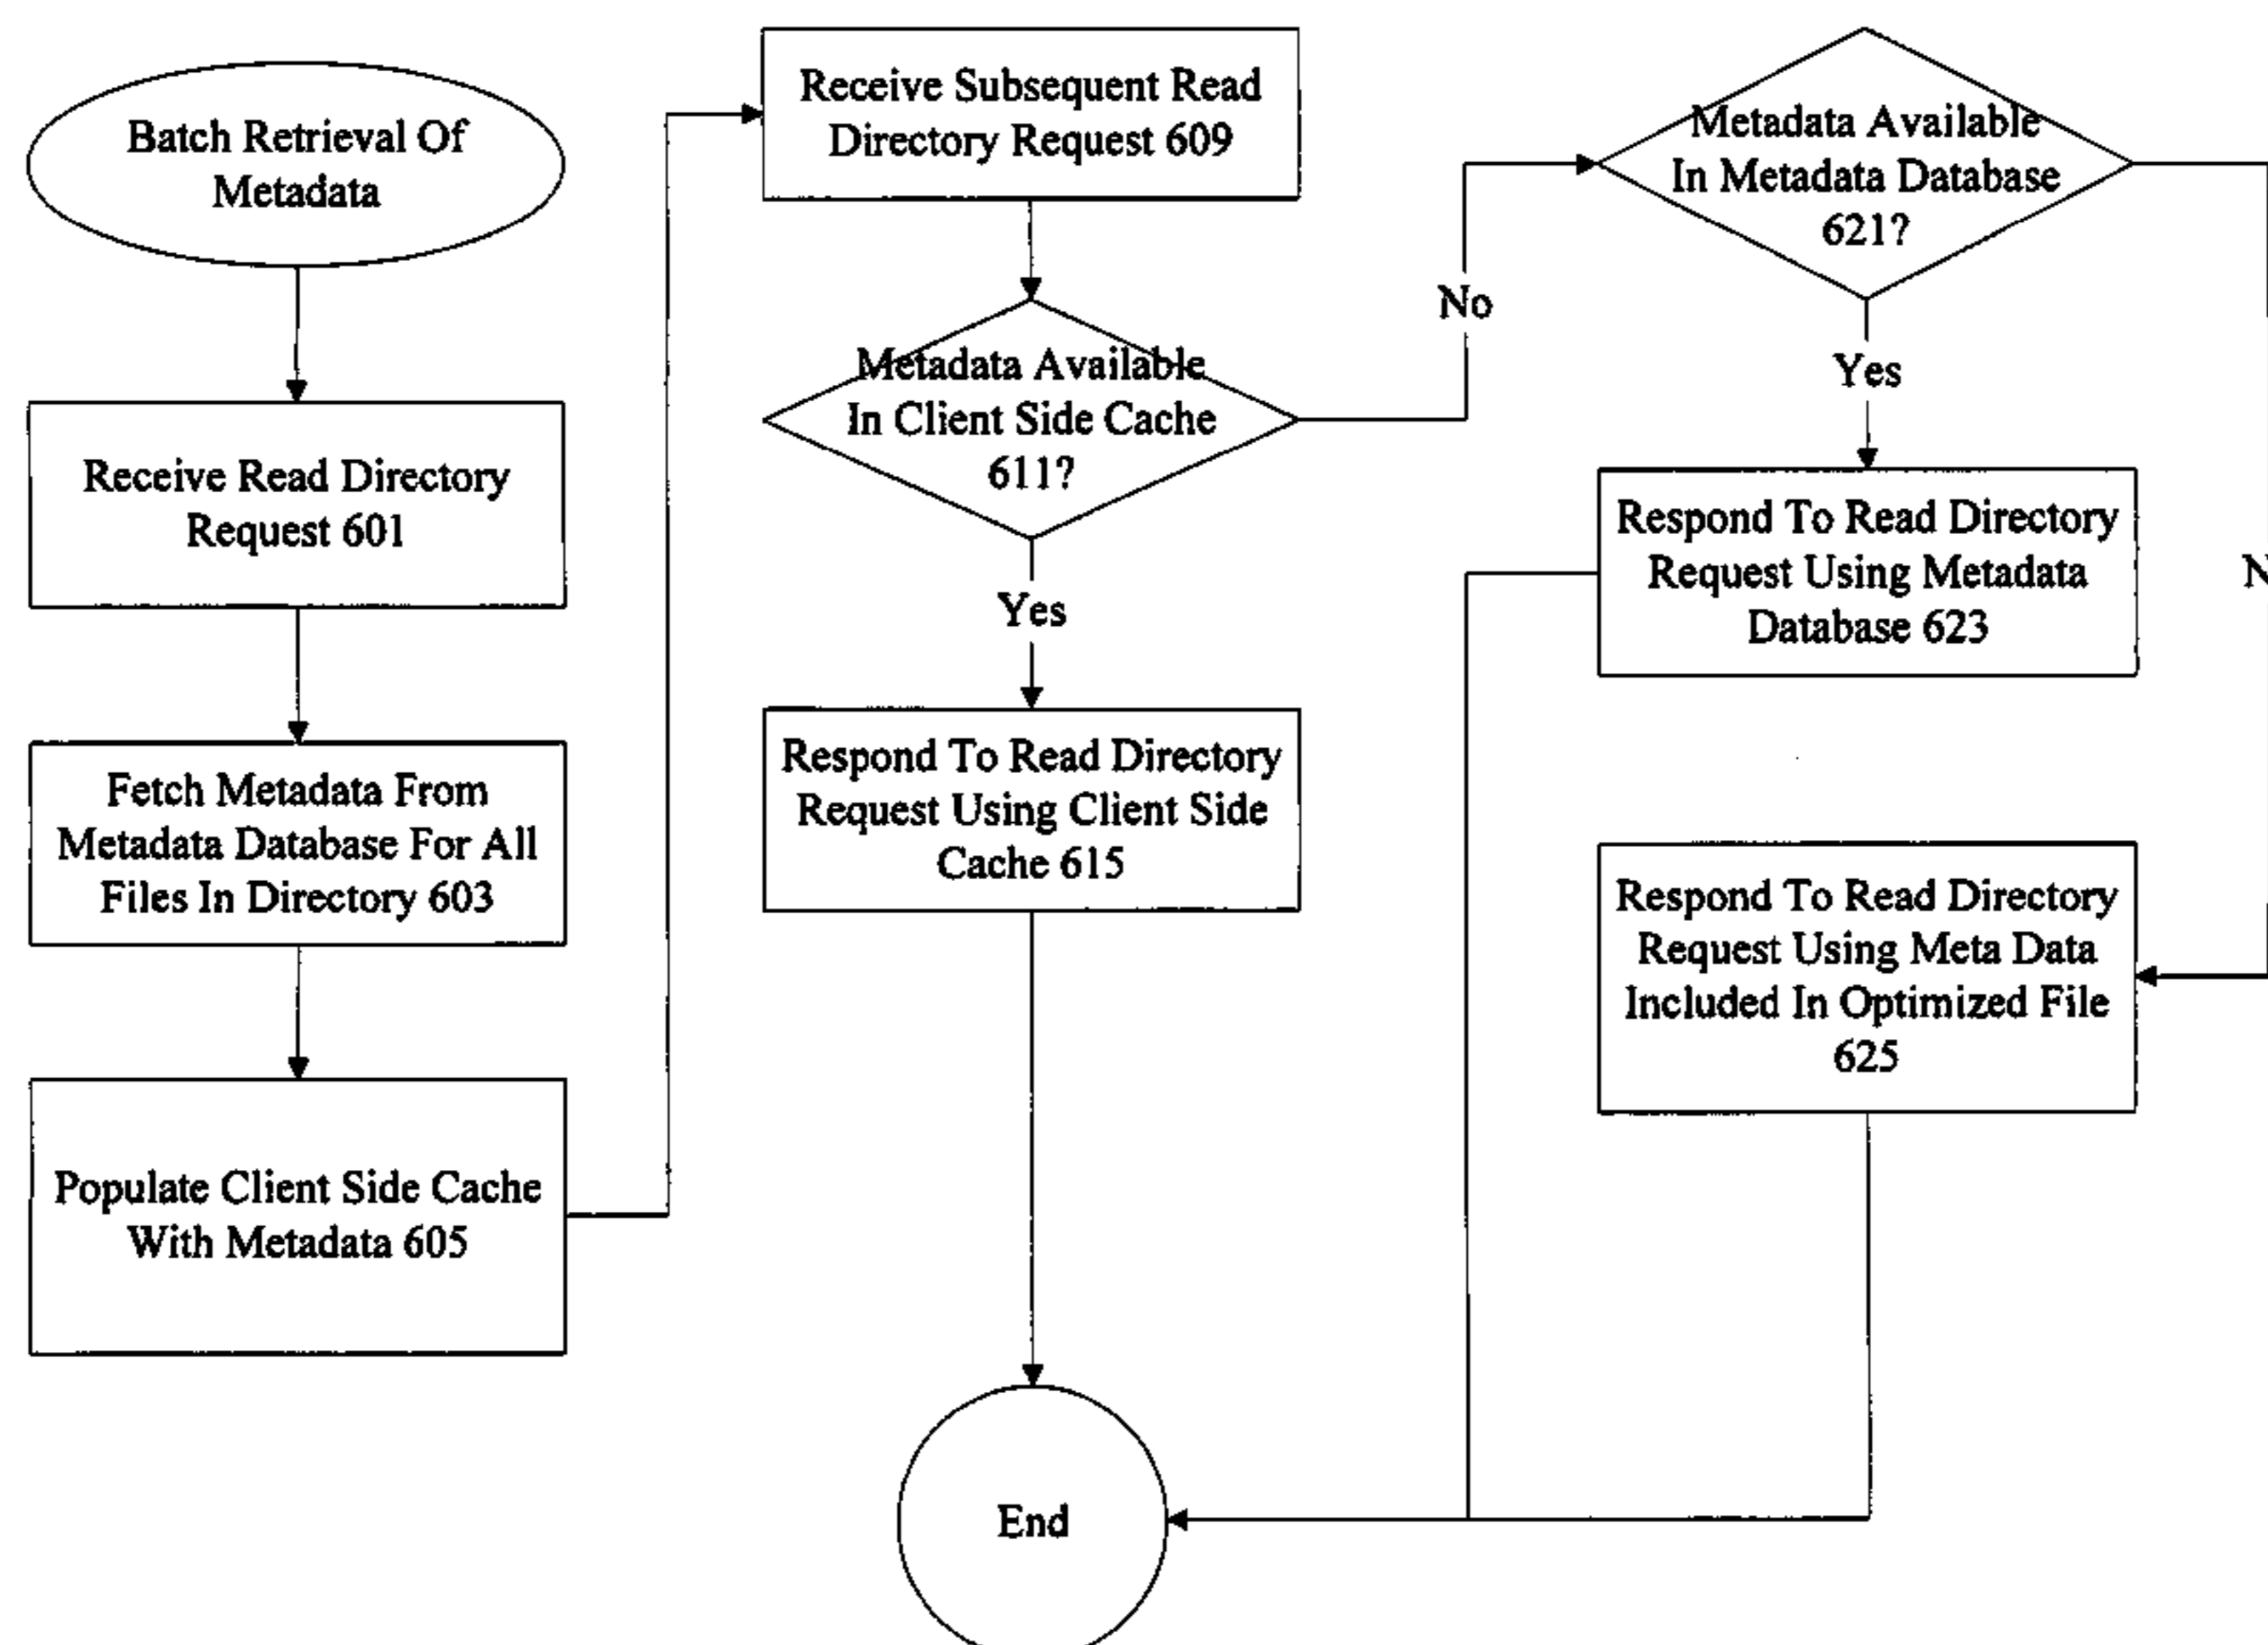 Batch Retrieval Of
Metadata
Receive Read Directory
Request 601
Fetch Metadata From
Metadata Database For All
Files In Directory 603
Populate Client Side Cache
With Metadata 605
Receive Subsequent Read
Directory Request 609
Metadata Available
In Client Side Cache
611?
No
Yes
Respond To Read Directory
Request Using Client Side
Cache 615
End
Metadata Available
In Metadata Database
621?
Yes
Respond To Read Directory
Request Using Metadata
Database 623
Respond To Read Directory
Request Using Meta Data
Included In Optimized File
625